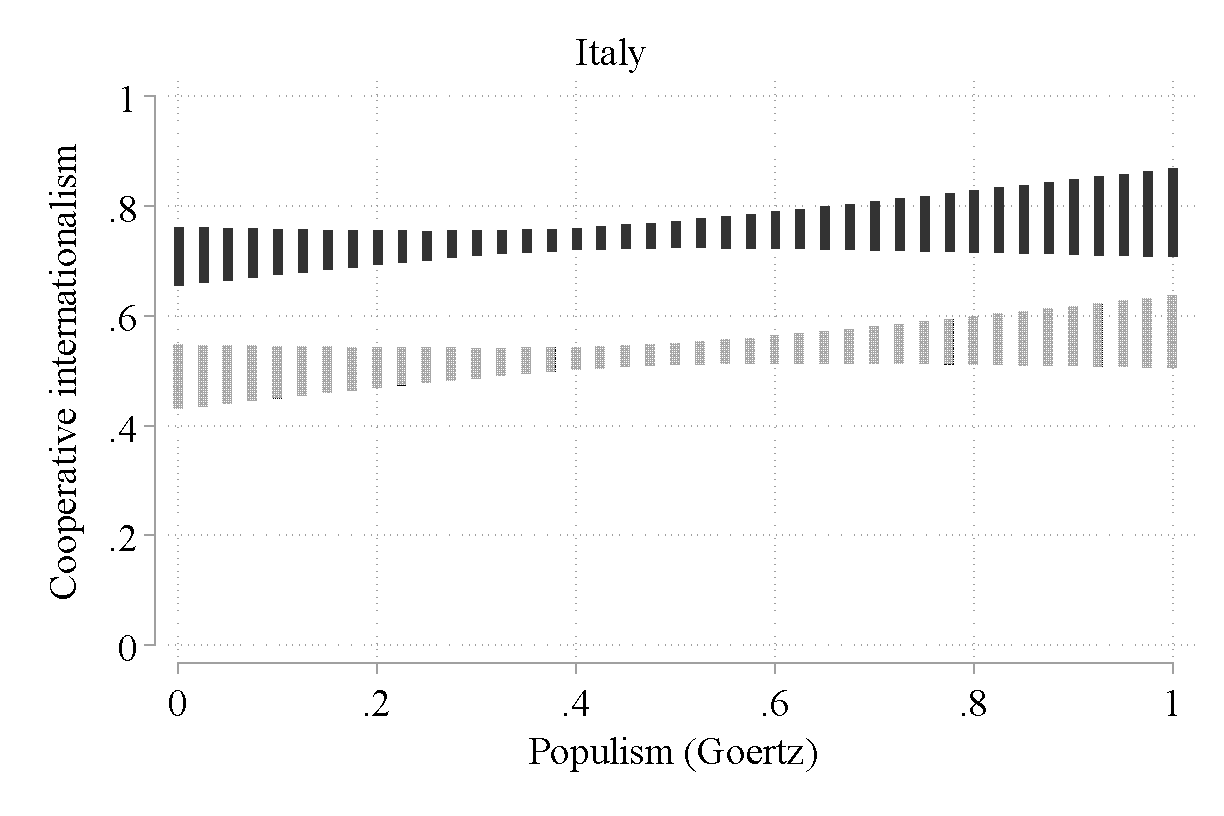 Italy
1
.8
.6
.4
.2
0
Cooperative internationalism
0 .2 .4 .6 .8 1
Populism (Goertz)